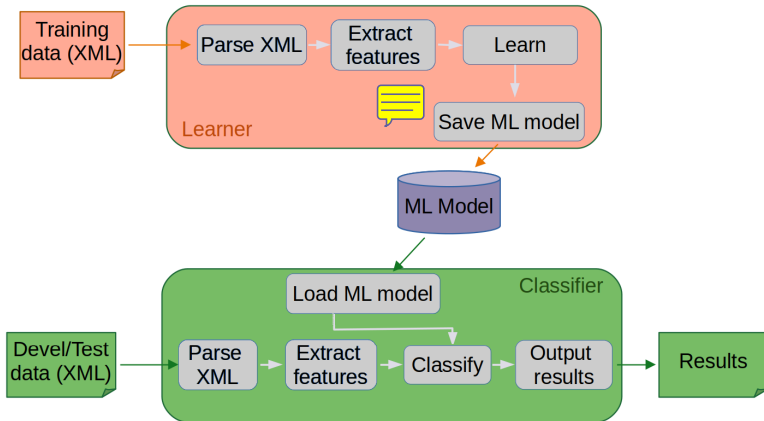 Training
data (XML)
Parse XML
Extract
features
Learn
Save ML model
Learner
ML Model
Load ML model
Classifier
Devel/Test
data (XML)
Parse
XML
Extract
features
Classify
Output
results
Results